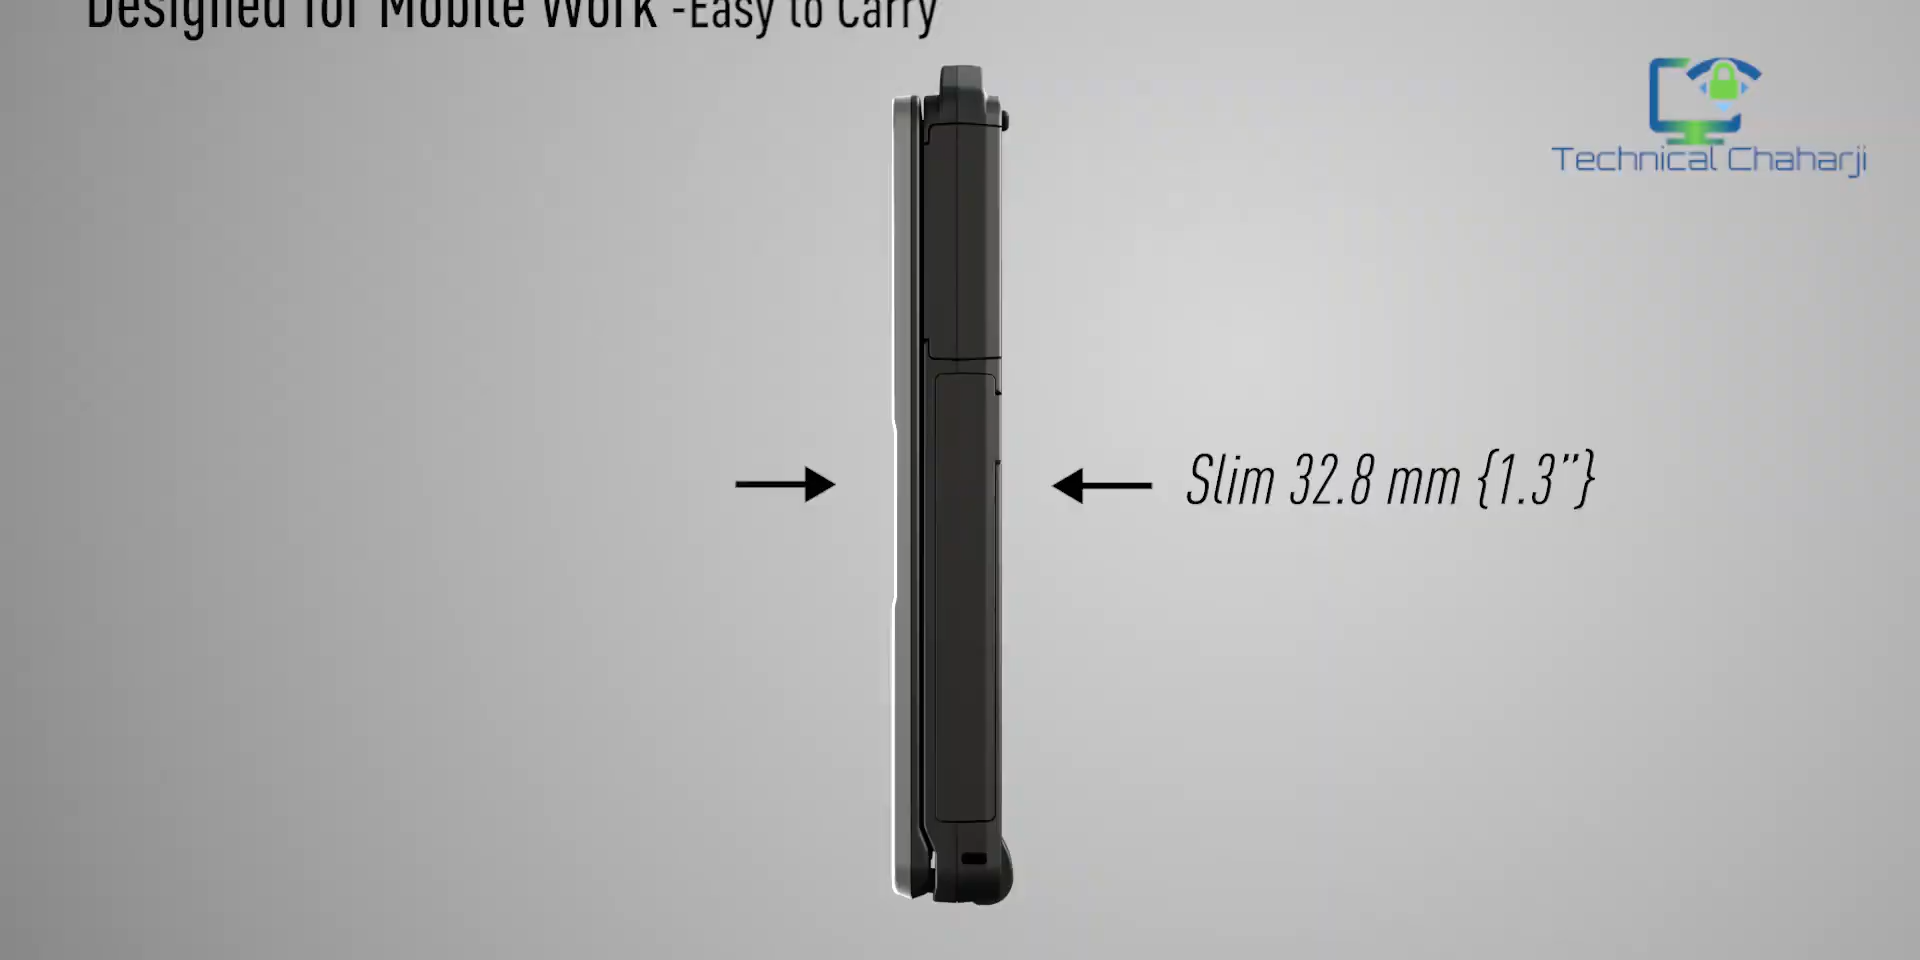 Designed for Mobile Work -Easy to Carry
Technical Chaharji
Slim 32.8 mm {1.3"}